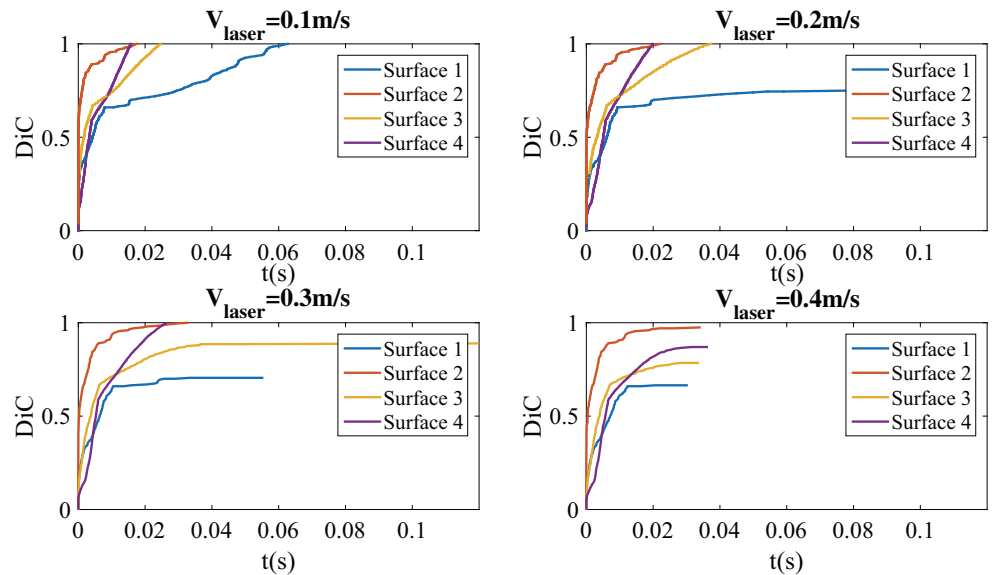 V_laser=0.1m/s
1
0.5
0
DiC
Surface 1
Surface 2
Surface 3
Surface 4
0 0.02 0.04 0.06 0.08 0.1
t(s)
V_laser=0.2m/s
1
0.5
0
DiC
Surface 1
Surface 2
Surface 3
Surface 4
0 0.02 0.04 0.06 0.08 0.1
t(s)
V_laser=0.3m/s
1
0.5
0
DiC
Surface 1
Surface 2
Surface 3
Surface 4
0 0.02 0.04 0.06 0.08 0.1
t(s)
V_laser=0.4m/s
1
0.5
0
DiC
Surface 1
Surface 2
Surface 3
Surface 4
0 0.02 0.04 0.06 0.08 0.1
t(s)